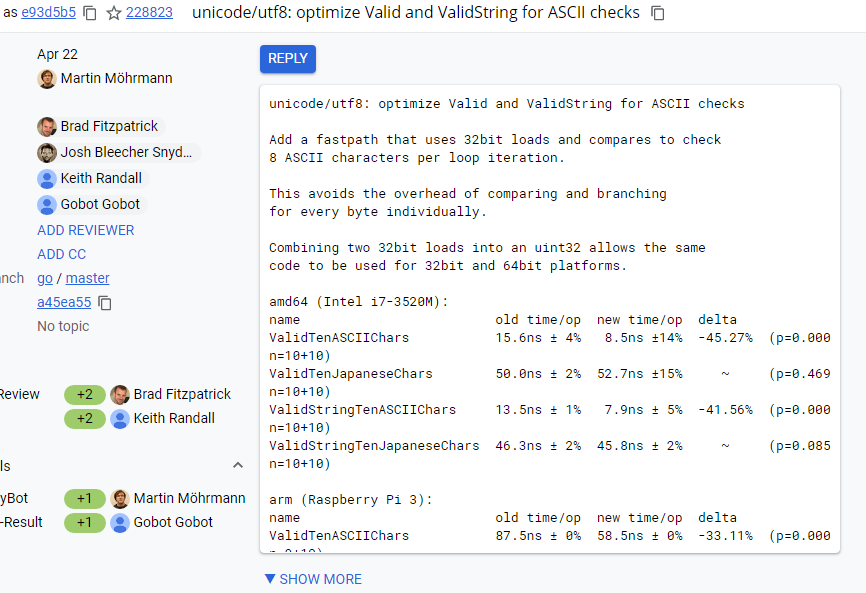 as e93d5b5 228823 unicode/utf8: optimize Valid and ValidString for ASCII checks
Apr 22
Martin Möhrmann
Brad Fitzpatrick
Josh Bleecher Snyd...
Keith Randall
Gobot Gobot
ADD REVIEWER
ADD CC
nch go / master
a45ea55
No topic
Review +2 Brad Fitzpatrick
+2 Keith Randall
ls
yBot +1 Martin Möhrmann
-Result +1 Gobot Gobot
REPLY
unicode/utf8: optimize Valid and ValidString for ASCII checks
Add a fastpath that uses 32bit loads and compares to check
8 ASCII characters per loop iteration.
This avoids the overhead of comparing and branching
for every byte individually.
Combining two 32bit loads into an uint32 allows the same
code to be used for 32bit and 64bit platforms.
amd64 (Intel i7-3520M):
name old time/op new time/op delta
ValidTenASCIIChars 15.6ns ± 4% 8.5ns ±14% -45.27% (p=0.000
n=10+10)
ValidTenJapaneseChars 50.0ns ± 2% 52.7ns ±15% ~ (p=0.469
n=10+10)
ValidStringTenASCIIChars 13.5ns ± 1% 7.9ns ± 5% -41.56% (p=0.000
n=10+10)
ValidStringTenJapaneseChars 46.3ns ± 2% 45.8ns ± 2% ~ (p=0.085
n=10+10)
arm (Raspberry Pi 3):
name old time/op new time/op delta
ValidTenASCIIChars 87.5ns ± 0% 58.5ns ± 0% -33.11% (p=0.000
SHOW MORE